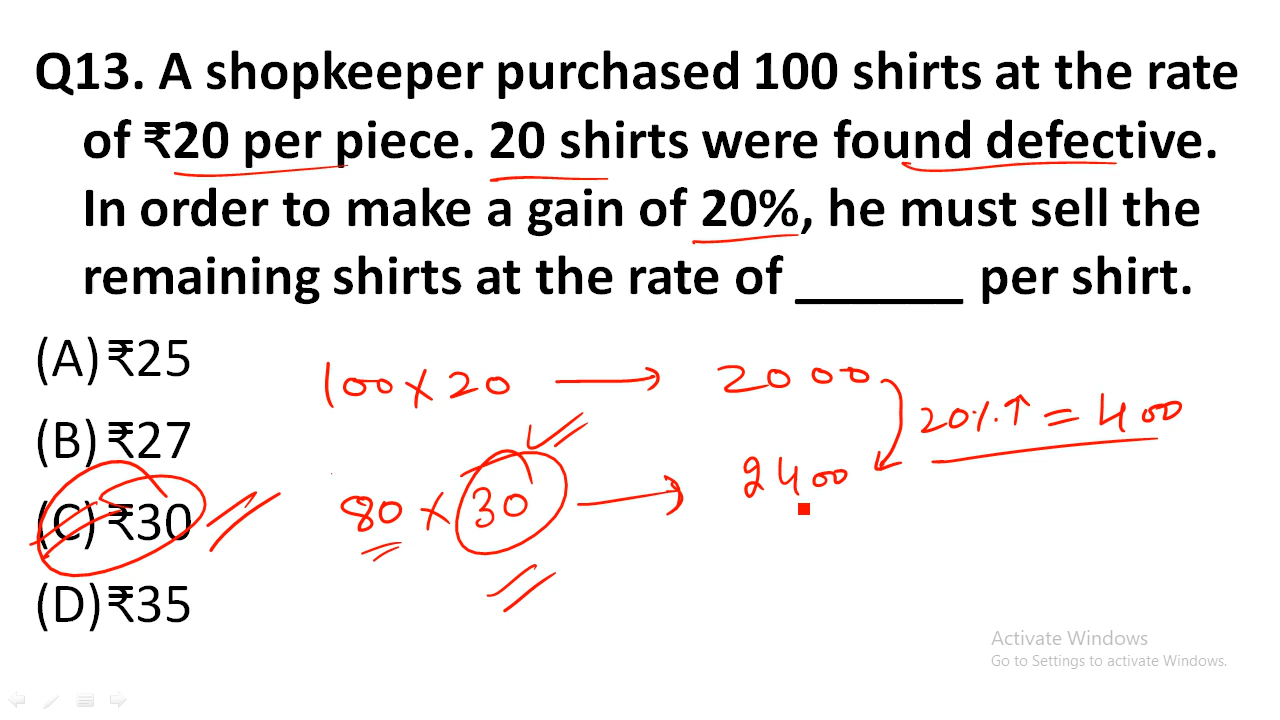 Q13. A shopkeeper purchased 100 shirts at the rate
of ₹20 per piece. 20 shirts were found defective.
In order to make a gain of 20%, he must sell the
remaining shirts at the rate of ______ per shirt.
(A) ₹25
100 × 20 → 2000
20%↑ = 400
(B) ₹27
2400
(C) ₹30
80 × 30 →
(D) ₹35
Activate Windows
Go to Settings to activate Windows.